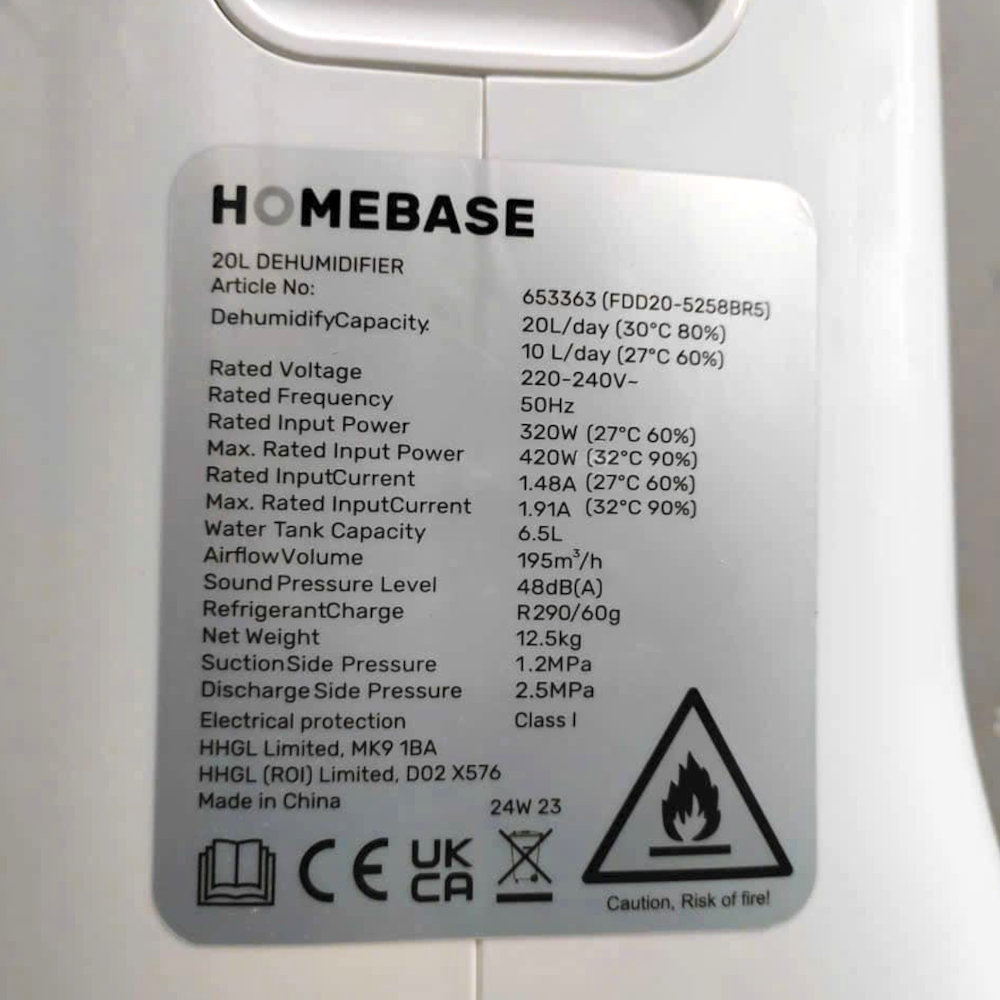 HOMEBASE
20L DEHUMIDIFIER
Article No: 653363 (FDD20-5258BR5)
DehumidifyCapacity: 20L/day (30°C 80%)
10 L/day (27°C 60%)
Rated Voltage 220-240V~
Rated Frequency 50Hz
Rated Input Power 320W (27°C 60%)
Max. Rated Input Power 420W (32°C 90%)
Rated InputCurrent 1.48A (27°C 60%)
Max. Rated InputCurrent 1.91A (32°C 90%)
Water Tank Capacity 6.5L
AirflowVolume 195m³/h
Sound Pressure Level 48dB(A)
RefrigerantCharge R290/60g
Net Weight 12.5kg
SuctionSide Pressure 1.2MPa
Discharge Side Pressure 2.5MPa
Electrical protection Class I
HHGL Limited, MK9 1BA
HHGL (ROI) Limited, D02 X576
Made in China 24W 23
CE UK CA
Caution, Risk of fire!